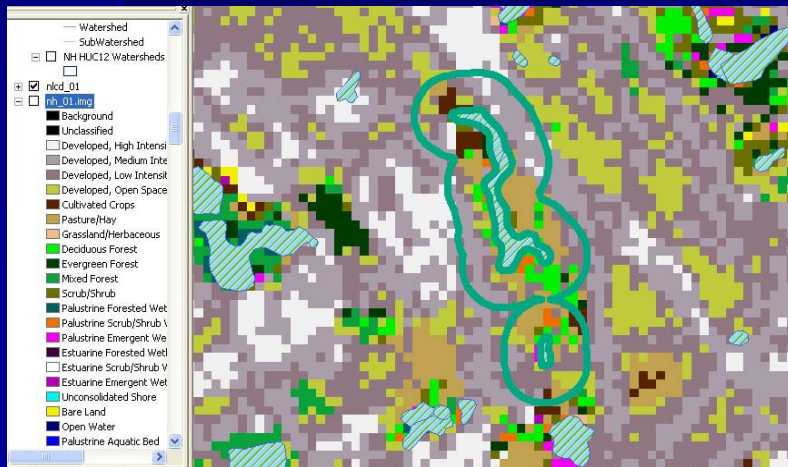 Watershed
SubWatershed
NH HUC12 Watersheds
nlcd_01
nh_01.img
Background
Unclassified
Developed, High Intensi
Developed, Medium Inte
Developed, Low Intensit
Developed, Open Space
Cultivated Crops
Pasture/Hay
Grassland/Herbaceous
Deciduous Forest
Evergreen Forest
Mixed Forest
Scrub/Shrub
Palustrine Forested Wet
Palustrine Scrub/Shrub V
Palustrine Emergent We
Estuarine Forested Wetl
Estuarine Scrub/Shrub W
Estuarine Emergent Wet
Unconsolidated Shore
Bare Land
Open Water
Palustrine Aquatic Bed